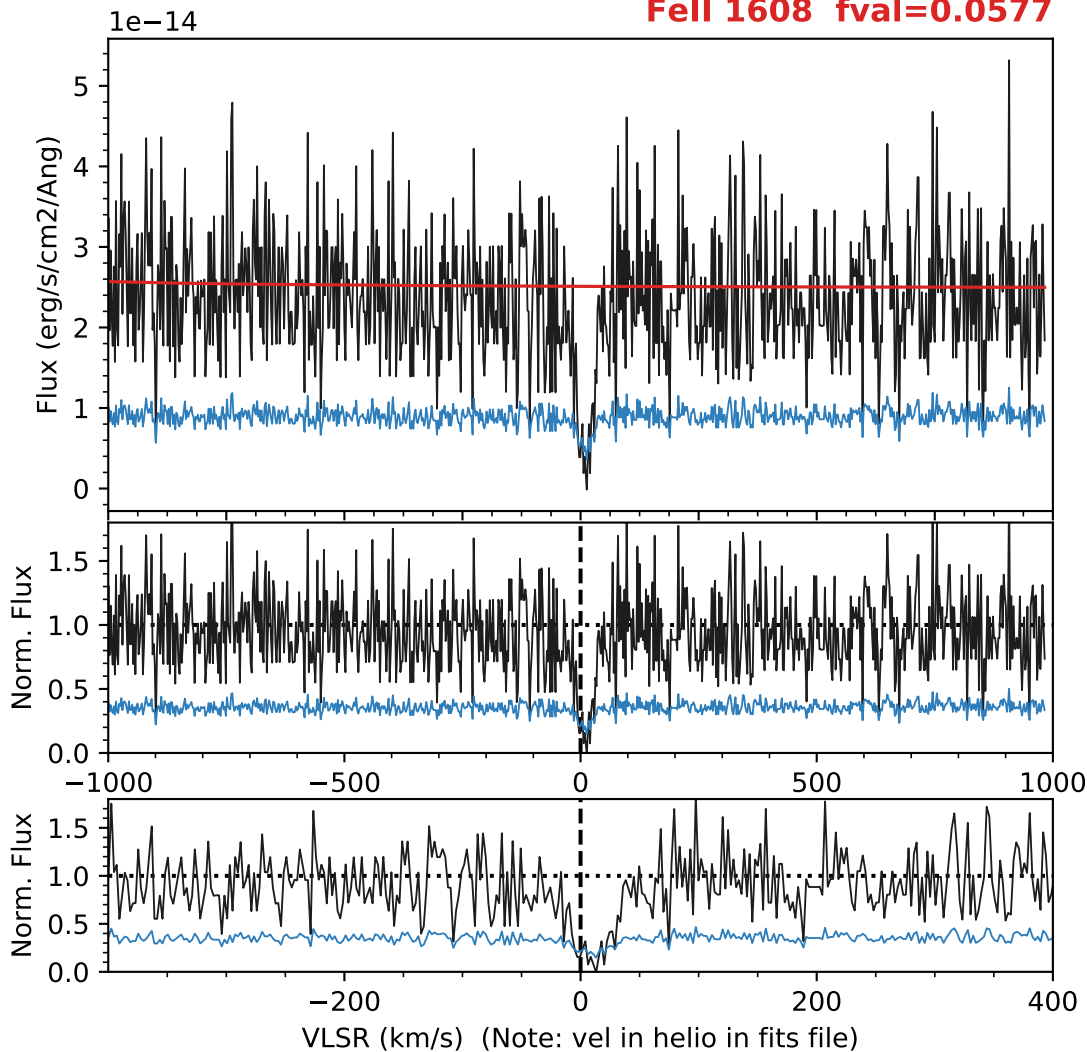 FeII 1608  fval=0.0577
1e−14
5
4
3
2
1
0
Flux (erg/s/cm2/Ang)
1.5
1.0
0.5
0.0
Norm. Flux
−1000 −500 0 500 1000
1.5
1.0
0.5
0.0
Norm. Flux
−200 0 200 400
VLSR (km/s)  (Note: vel in helio in fits file)